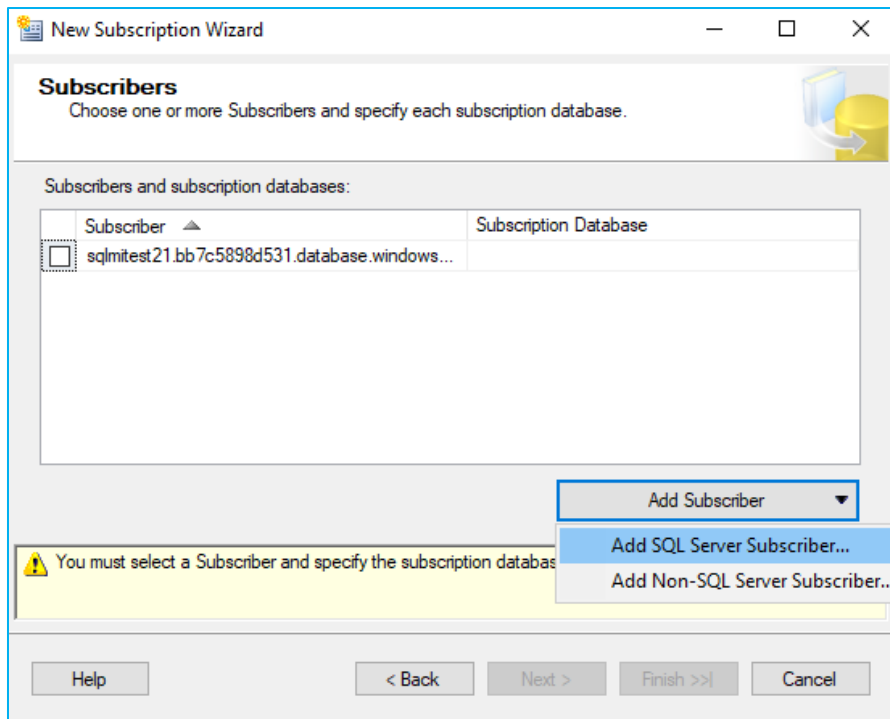 New Subscription Wizard
Subscribers
Choose one or more Subscribers and specify each subscription database.
Subscribers and subscription databases:
Subscriber Subscription Database
sqlmitest21.bb7c5898d531.database.windows...
Add Subscriber
Add SQL Server Subscriber...
You must select a Subscriber and specify the subscription databas
Add Non-SQL Server Subscriber..
Help < Back Next > Finish >>| Cancel